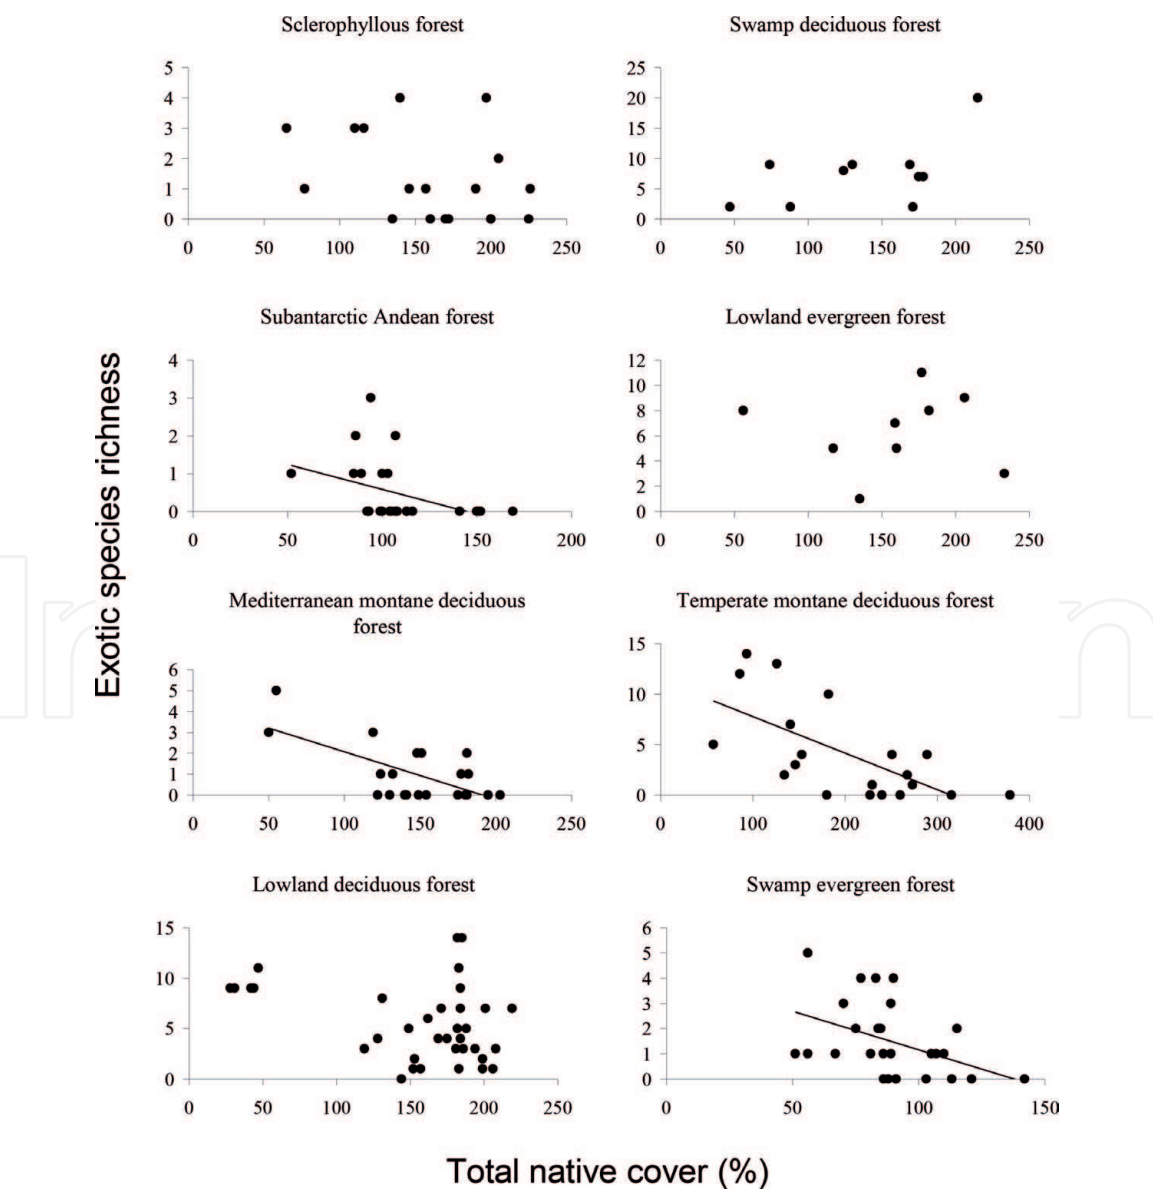 Sclerophyllous forest
5
4
3
2
1
0
0 50 100 150 200 250
Swamp deciduous forest
25
20
15
10
5
0
0 50 100 150 200 250
Exotic species richness
Subantarctic Andean forest
4
3
2
1
0
0 50 100 150 200
Lowland evergreen forest
12
10
8
6
4
2
0
0 50 100 150 200 250
Mediterranean montane deciduous
forest
6
5
4
3
2
1
0
0 50 100 150 200 250
Temperate montane deciduous forest
15
10
5
0
0 100 200 300 400
Lowland deciduous forest
15
10
5
0
0 50 100 150 200 250
Swamp evergreen forest
6
5
4
3
2
1
0
0 50 100 150
Total native cover (%)